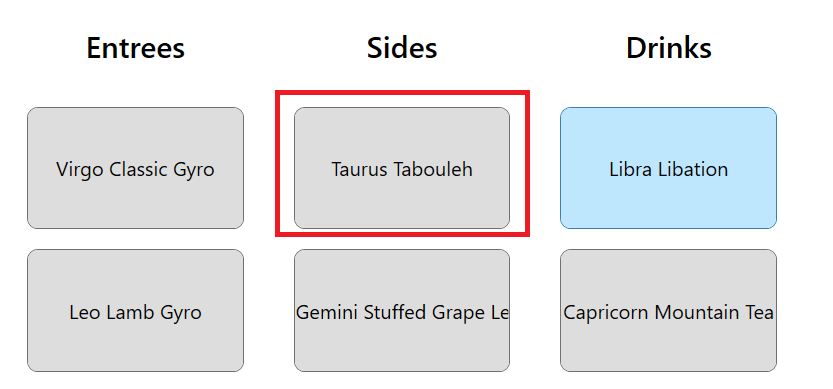 Entrees Sides Drinks
Virgo Classic Gyro Taurus Tabouleh Libra Libation
Leo Lamb Gyro Gemini Stuffed Grape Le Capricorn Mountain Tea